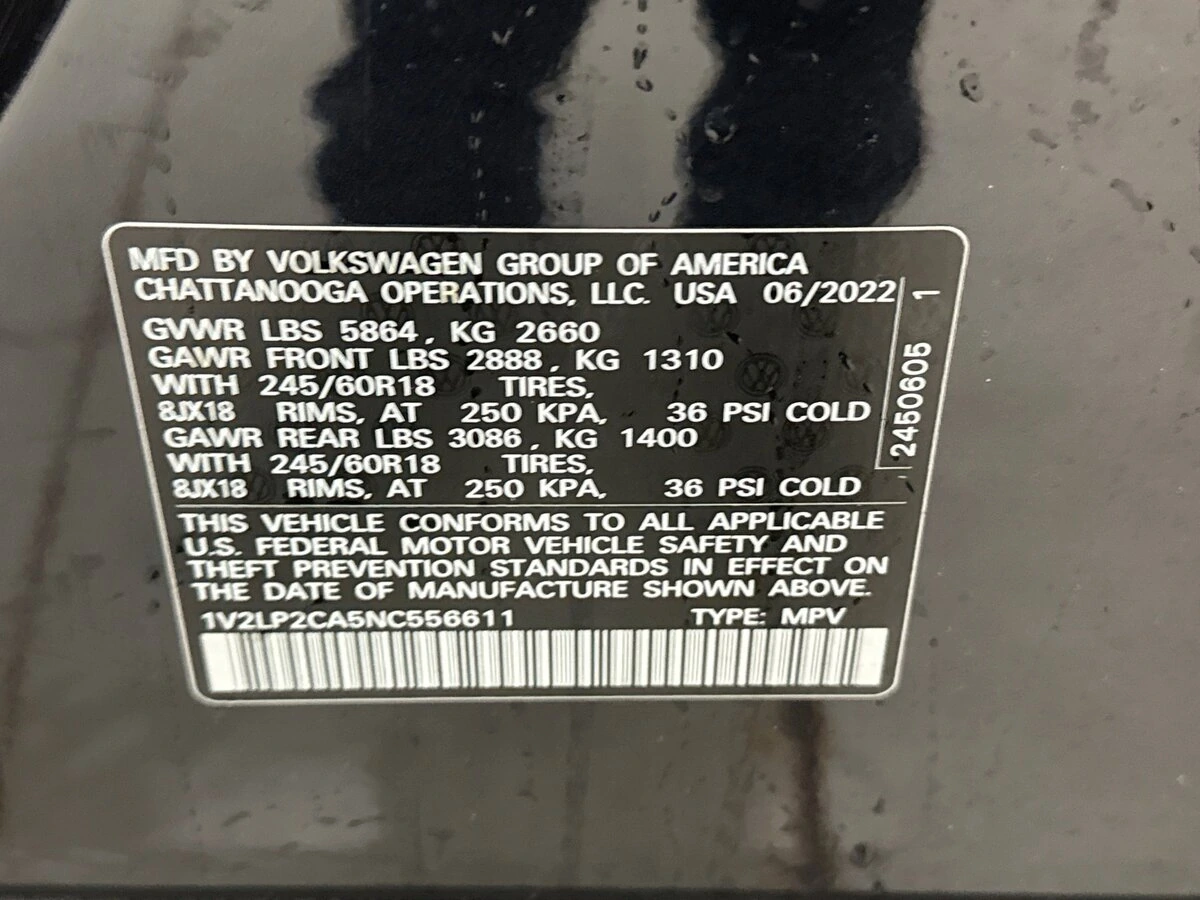 MFD BY VOLKSWAGEN GROUP OF AMERICA
CHATTANOOGA OPERATIONS, LLC. USA 06/2022
GVWR LBS 5864, KG 2660
GAWR FRONT LBS 2888, KG 1310
WITH 245/60R18 TIRES,
8JX18 RIMS, AT 250 KPA, 36 PSI COLD
GAWR REAR LBS 3086, KG 1400
WITH 245/60R18 TIRES,
8JX18 RIMS, AT 250 KPA, 36 PSI COLD
2450605 1
THIS VEHICLE CONFORMS TO ALL APPLICABLE
U.S. FEDERAL MOTOR VEHICLE SAFETY AND
THEFT PREVENTION STANDARDS IN EFFECT ON
THE DATE OF MANUFACTURE SHOWN ABOVE.
1V2LP2CA5NC556611 TYPE: MPV